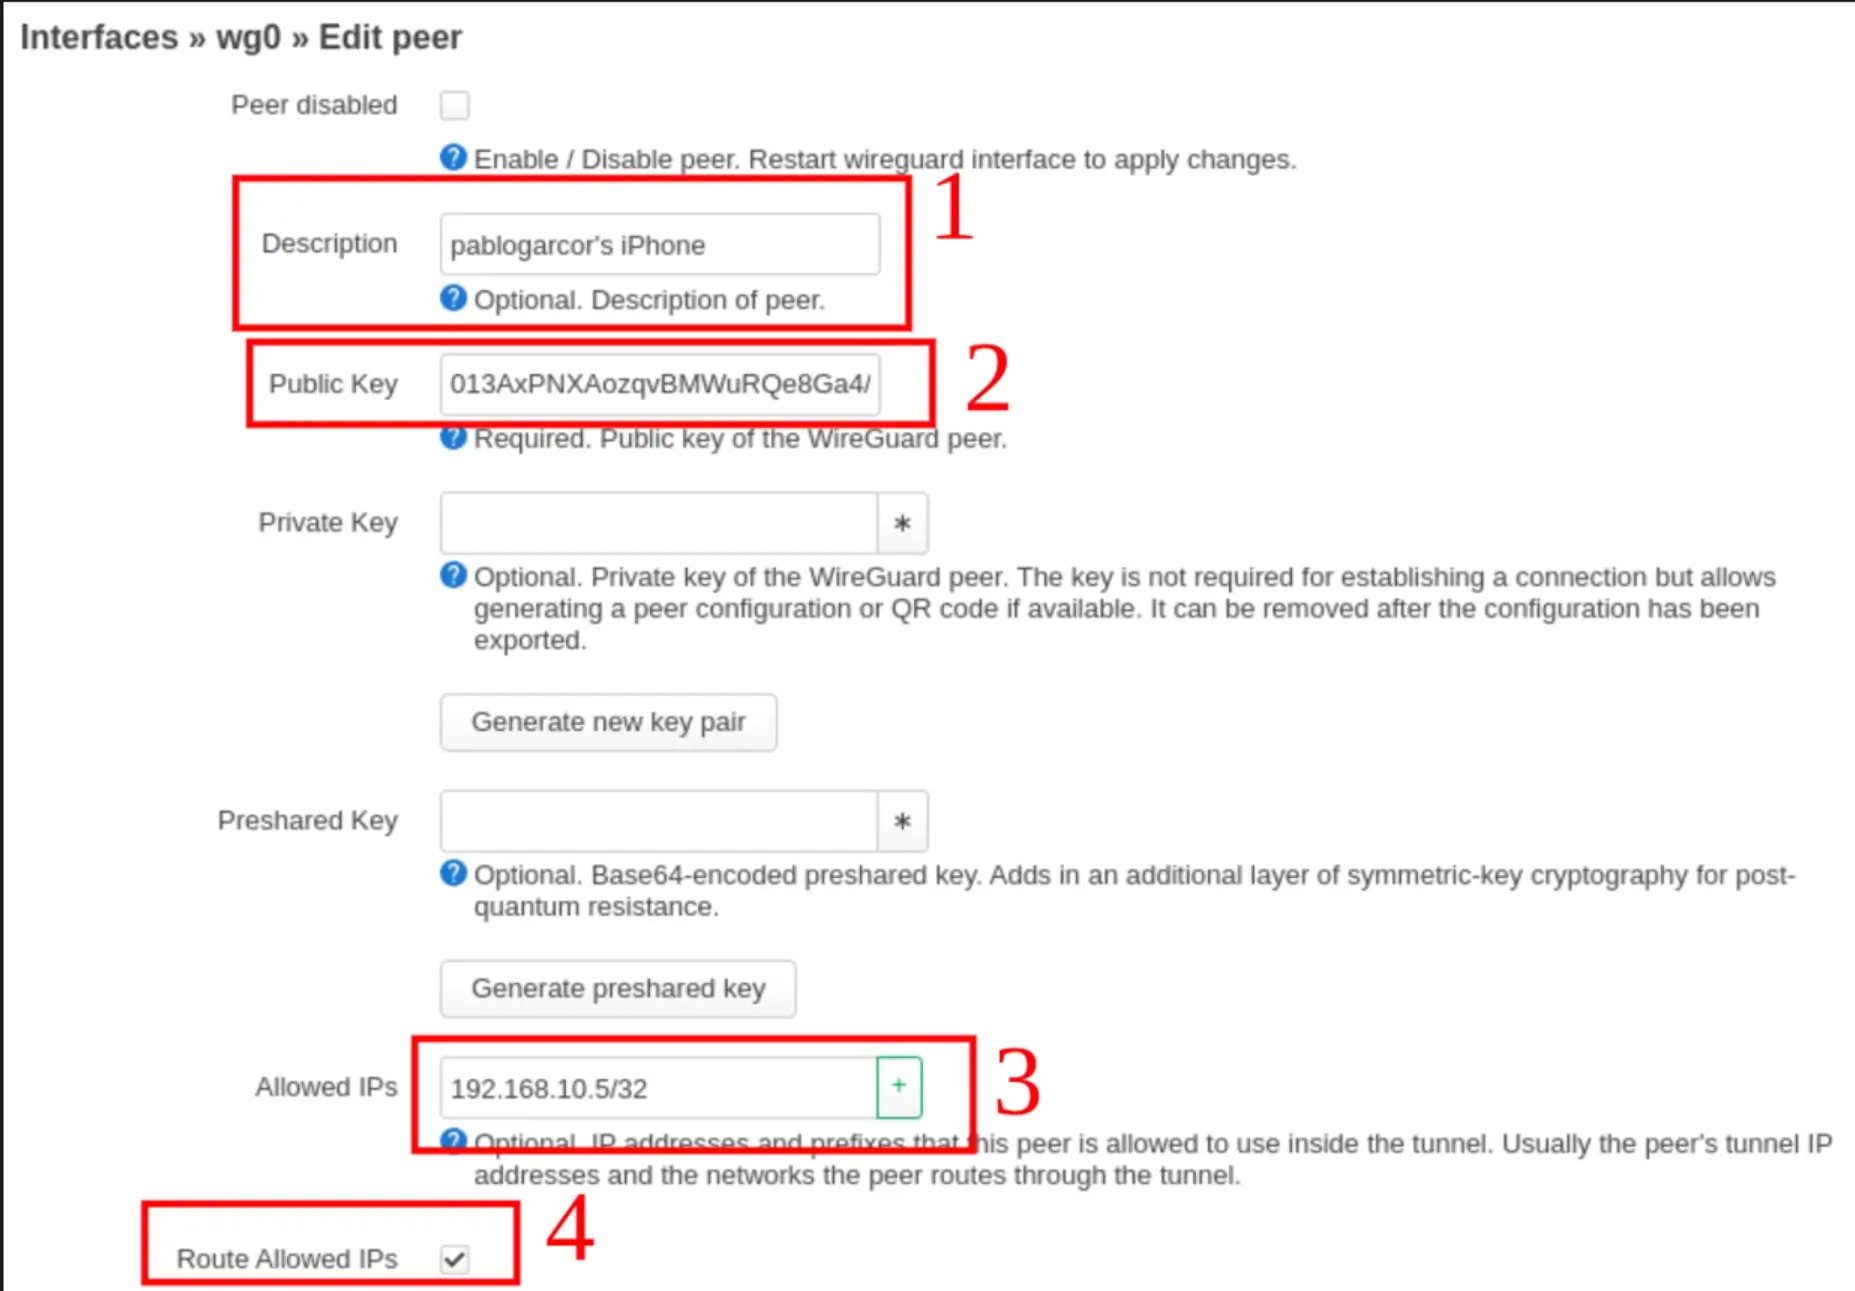 Interfaces » wg0 » Edit peer
Peer disabled
Enable / Disable peer. Restart wireguard interface to apply changes.
1
Description
pablogarcor's iPhone
Optional. Description of peer.
2
Public Key
013AxPNXAozqvBMWuRQe8Ga4/
Required. Public key of the WireGuard peer.
Private Key
*
Optional. Private key of the WireGuard peer. The key is not required for establishing a connection but allows
generating a peer configuration or QR code if available. It can be removed after the configuration has been
exported.
Generate new key pair
Preshared Key
*
Optional. Base64-encoded preshared key. Adds in an additional layer of symmetric-key cryptography for post-
quantum resistance.
Generate preshared key
3
Allowed IPs
192.168.10.5/32
+
Optional. IP addresses and prefixes that this peer is allowed to use inside the tunnel. Usually the peer's tunnel IP
addresses and the networks the peer routes through the tunnel.
4
Route Allowed IPs